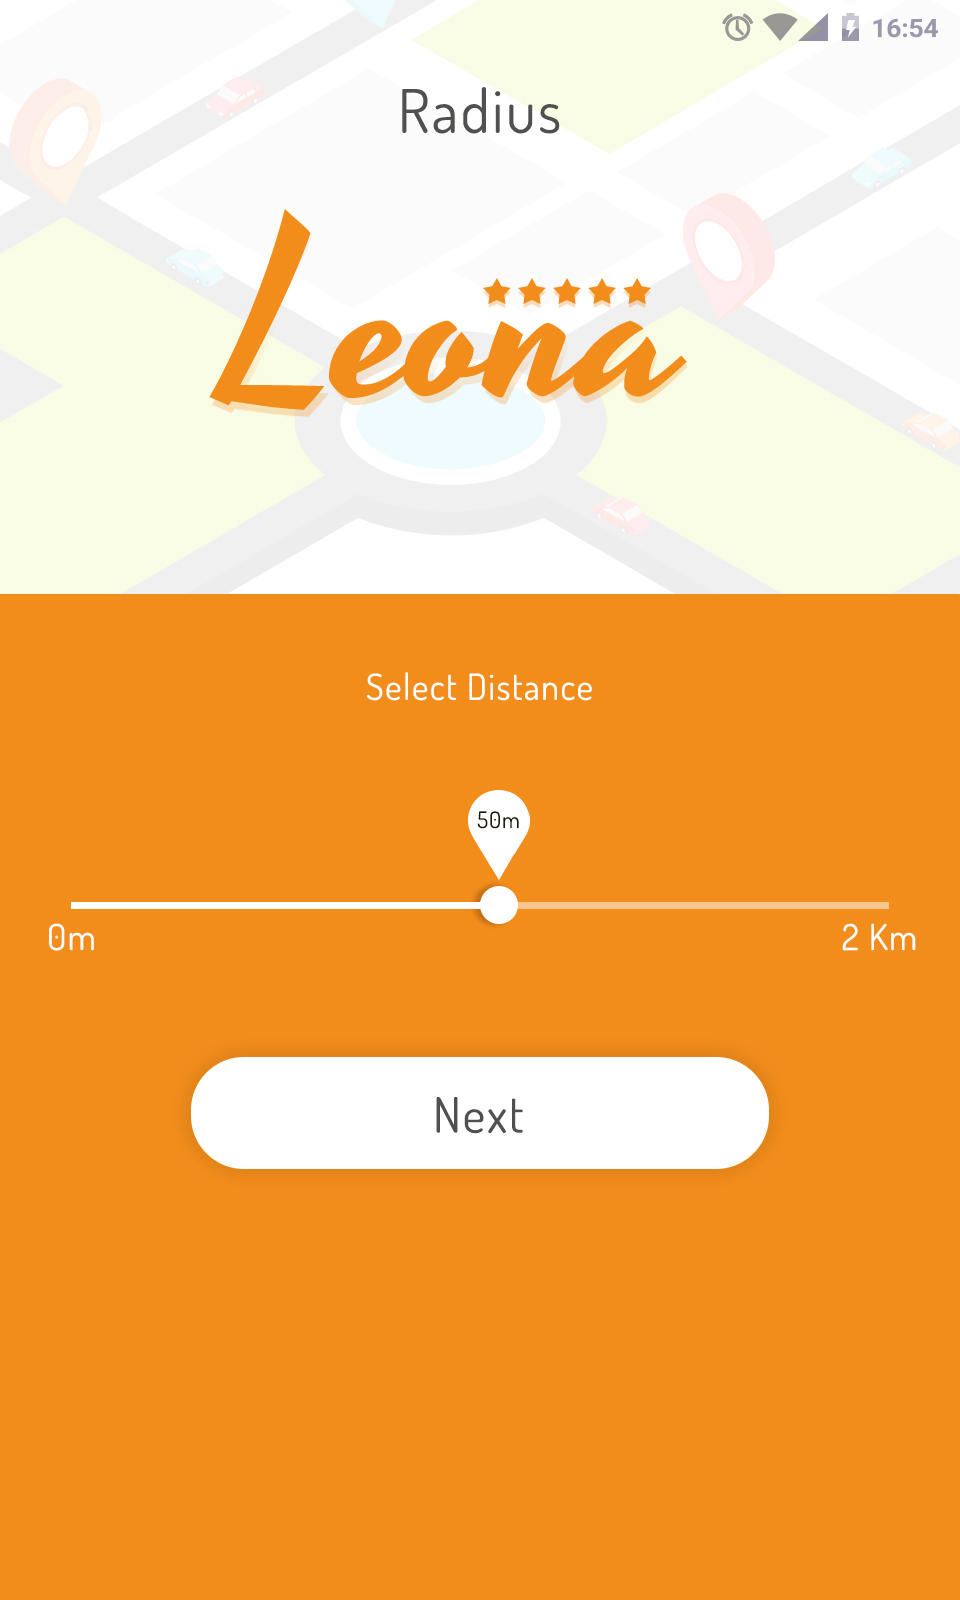 16:54
Radius
Leona
Select Distance
50m
0m
2 Km
Next